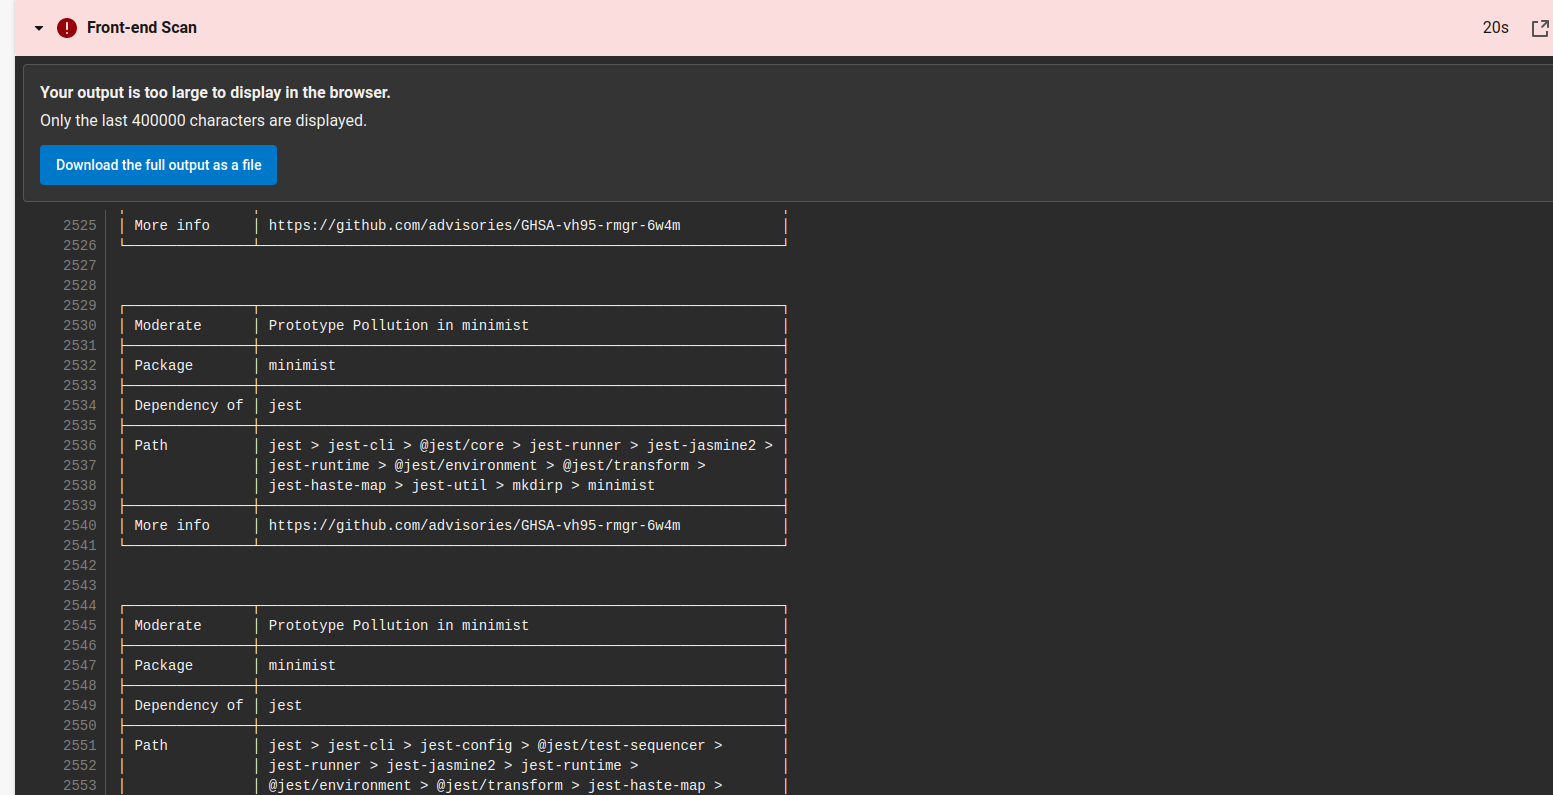 Front-end Scan 20s
Your output is too large to display in the browser.
Only the last 400000 characters are displayed.
Download the full output as a file
2525 │ More info │ https://github.com/advisories/GHSA-vh95-rmgr-6w4m │
2526 └───────────────┴──────────────────────────────────────────────────────────────┘
2527
2528
2529 ┌───────────────┬──────────────────────────────────────────────────────────────┐
2530 │ Moderate │ Prototype Pollution in minimist │
2531 ├───────────────┼──────────────────────────────────────────────────────────────┤
2532 │ Package │ minimist │
2533 ├───────────────┼──────────────────────────────────────────────────────────────┤
2534 │ Dependency of │ jest │
2535 ├───────────────┼──────────────────────────────────────────────────────────────┤
2536 │ Path │ jest > jest-cli > @jest/core > jest-runner > jest-jasmine2 > │
2537 │ │ jest-runtime > @jest/environment > @jest/transform > │
2538 │ │ jest-haste-map > jest-util > mkdirp > minimist │
2539 ├───────────────┼──────────────────────────────────────────────────────────────┤
2540 │ More info │ https://github.com/advisories/GHSA-vh95-rmgr-6w4m │
2541 └───────────────┴──────────────────────────────────────────────────────────────┘
2542
2543
2544 ┌───────────────┬──────────────────────────────────────────────────────────────┐
2545 │ Moderate │ Prototype Pollution in minimist │
2546 ├───────────────┼──────────────────────────────────────────────────────────────┤
2547 │ Package │ minimist │
2548 ├───────────────┼──────────────────────────────────────────────────────────────┤
2549 │ Dependency of │ jest │
2550 ├───────────────┼──────────────────────────────────────────────────────────────┤
2551 │ Path │ jest > jest-cli > jest-config > @jest/test-sequencer > │
2552 │ │ jest-runner > jest-jasmine2 > jest-runtime > │
2553 │ │ @jest/environment > @jest/transform > jest-haste-map > │